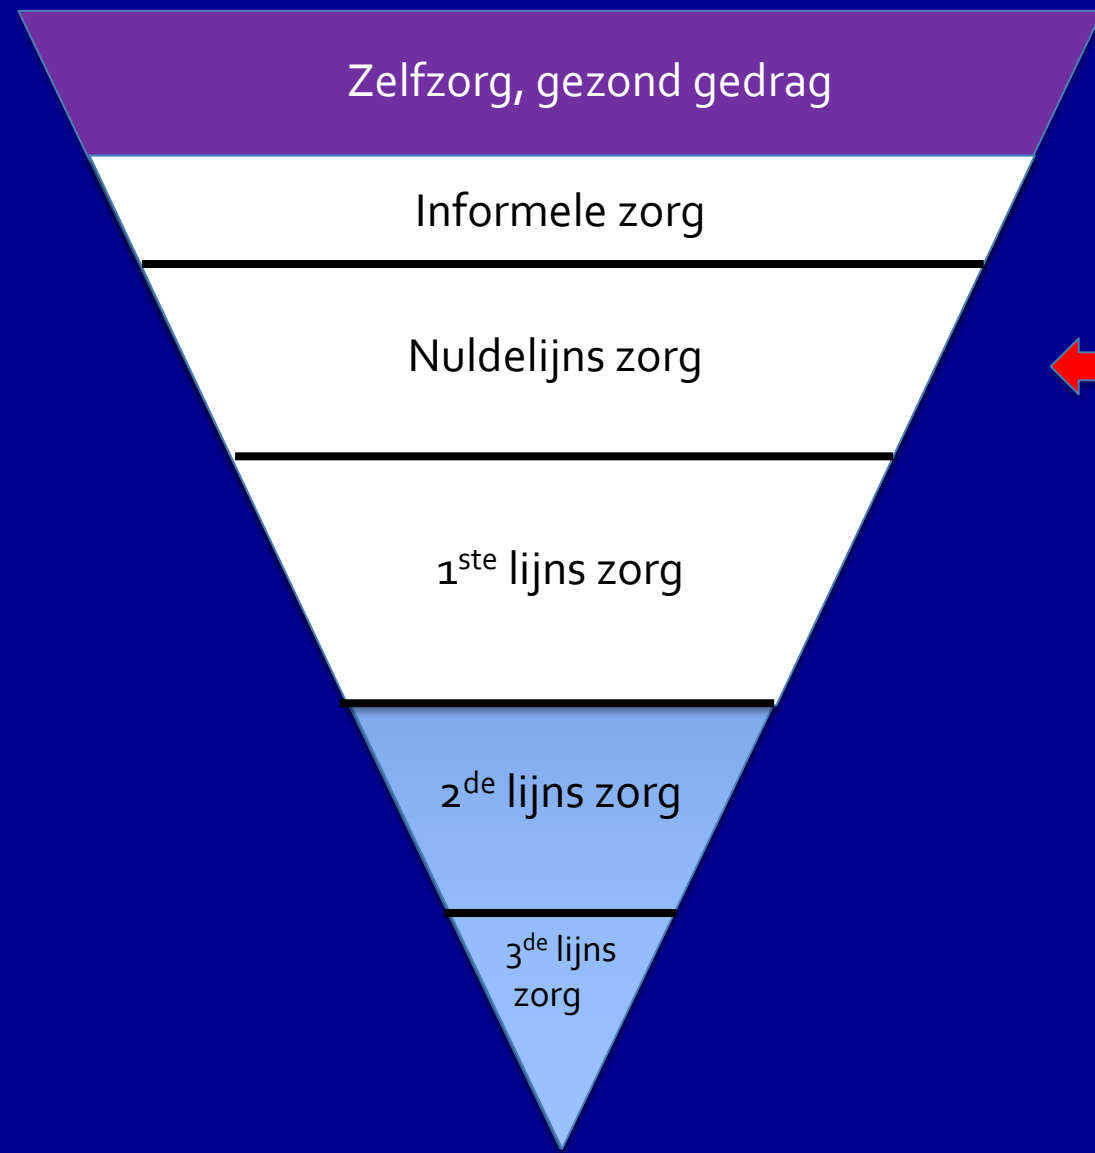 Zelfzorg, gezond gedrag
Informele zorg
Nuldelijns zorg
1ste lijns zorg
2de lijns zorg
3de lijns
zorg